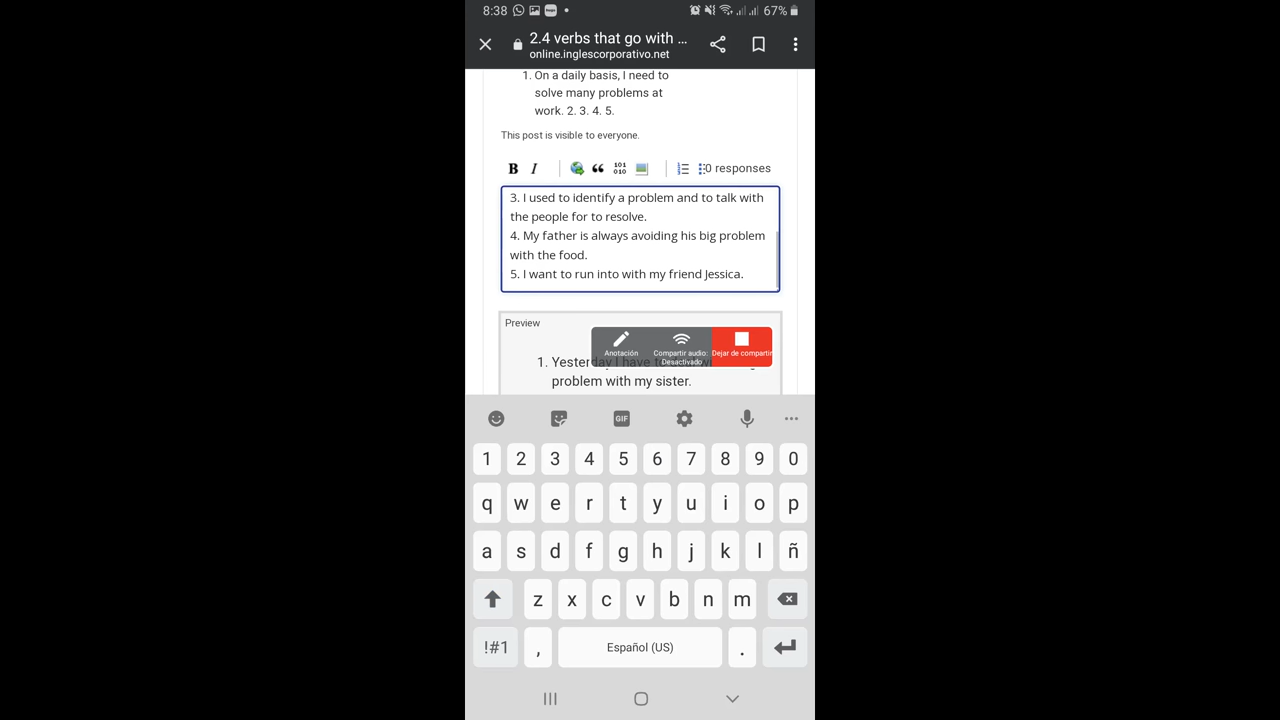 8:38
67%
2.4 verbs that go with ...
online.inglescorporativo.net
1. On a daily basis, I need to
solve many problems at
work. 2. 3. 4. 5.
This post is visible to everyone.
B I 101 010 0 responses
3. I used to identify a problem and to talk with
the people for to resolve.
4. My father is always avoiding his big problem
with the food.
5. I want to run into with my friend Jessica.
Preview
Anotación
Compartir audio:
Desactivado
Dejar de compartir
1. Yesterday I have
problem with my sister.
GIF
1 2 3 4 5 6 7 8 9 0
q w e r t y u i o p
a s d f g h j k l ñ
z x c v b n m
!#1 , Español (US) .